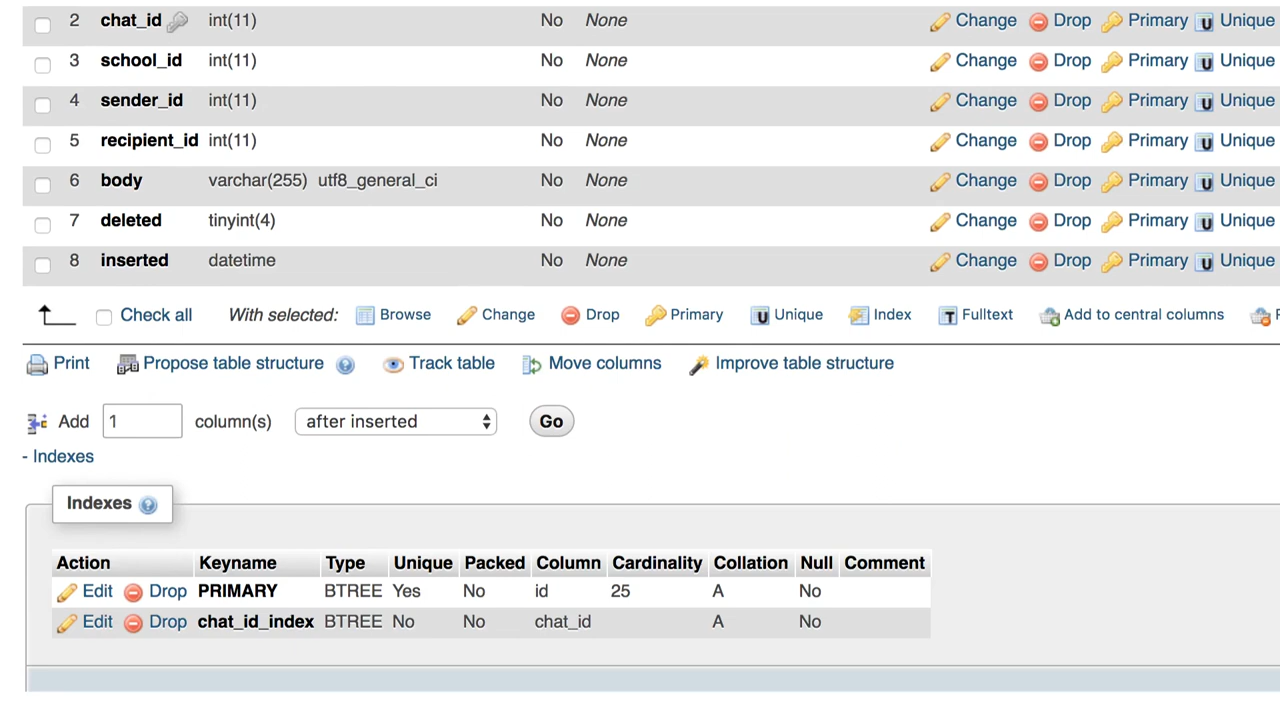 2 chat_id int(11) No None Change Drop Primary Unique
3 school_id int(11) No None Change Drop Primary Unique
4 sender_id int(11) No None Change Drop Primary Unique
5 recipient_id int(11) No None Change Drop Primary Unique
6 body varchar(255) utf8_general_ci No None Change Drop Primary Unique
7 deleted tinyint(4) No None Change Drop Primary Unique
8 inserted datetime No None Change Drop Primary Unique
Check all With selected: Browse Change Drop Primary Unique Index Fulltext Add to central columns
Print Propose table structure Track table Move columns Improve table structure
Add 1 column(s) after inserted Go
- Indexes
Indexes
Action Keyname Type Unique Packed Column Cardinality Collation Null Comment
Edit Drop PRIMARY BTREE Yes No id 25 A No
Edit Drop chat_id_index BTREE No No chat_id A No